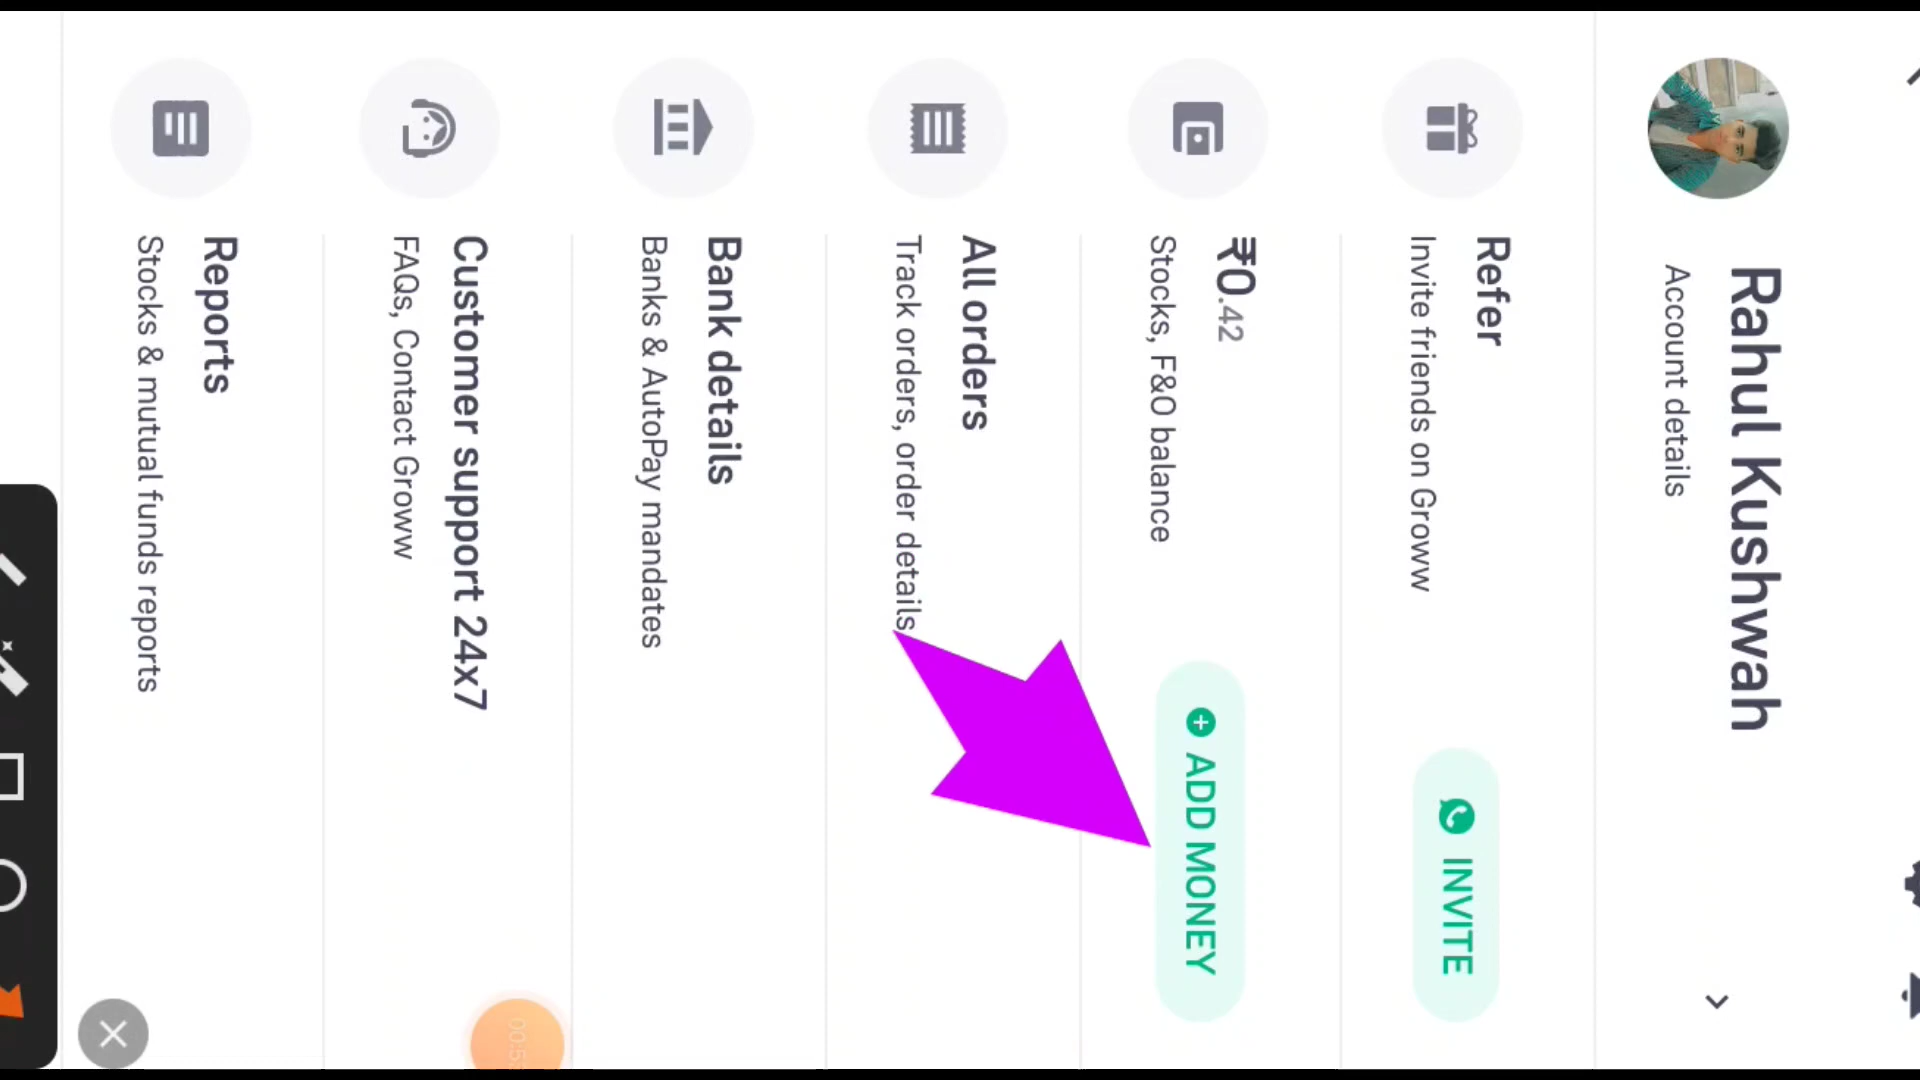 Rahul Kushwah
Account details
Refer
Invite friends on Groww
INVITE
₹0.42
Stocks, F&O balance
ADD MONEY
All orders
Track orders, order details
Bank details
Banks & AutoPay mandates
Customer support 24x7
FAQs, Contact Groww
Reports
Stocks & mutual funds reports